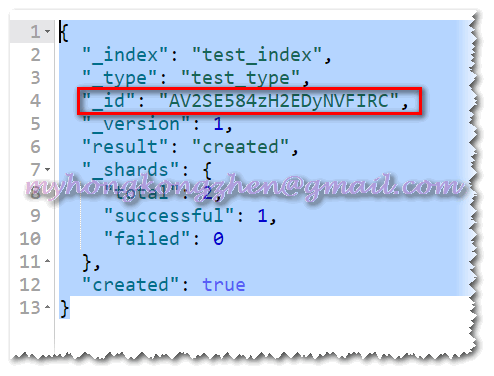 1 {
2 "_index": "test_index",
3 "_type": "test_type",
4 "_id": "AV2SE584zH2EDyNVFIRC",
5 "_version": 1,
6 "result": "created",
7 "_shards": {
myhongkongzhen@gmail.com
8 "total": 2,
9 "successful": 1,
10 "failed": 0
11 },
12 "created": true
13 }